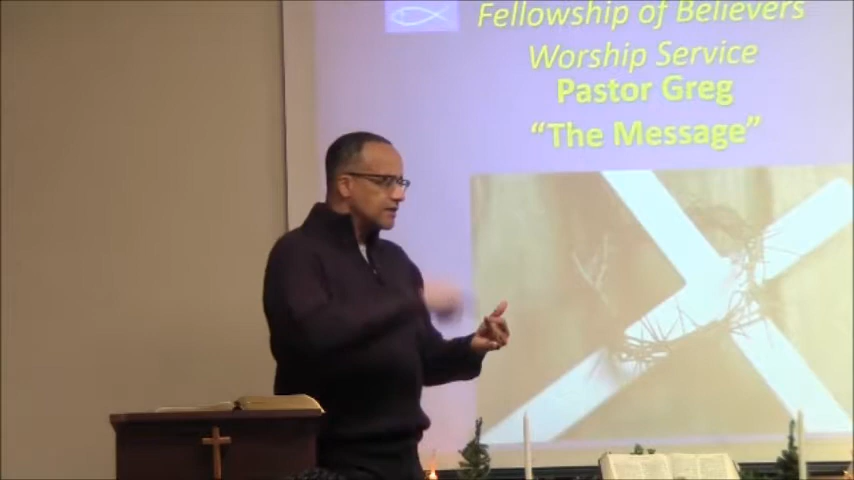 Fellowship of Believers
Worship Service
Pastor Greg
"The Message"